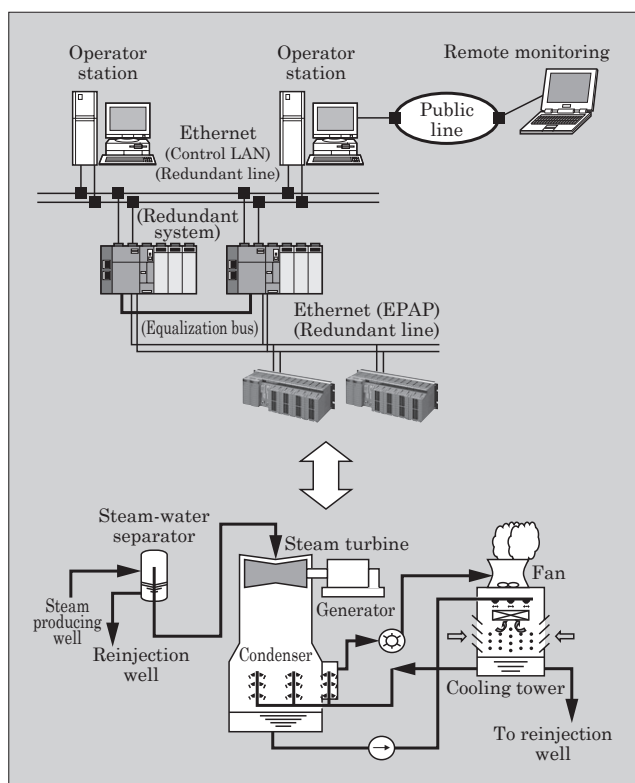 Operator
station
Operator
station
Remote monitoring
Public
line
Ethernet
(Control LAN)
(Redundant line)
(Redundant
system)
(Equalization bus)
Ethernet (EPAP)
(Redundant line)
Steam-water
separator
Steam turbine
Generator
Fan
Steam
producing
well
Reinjection
well
Condenser
Cooling tower
To reinjection
well